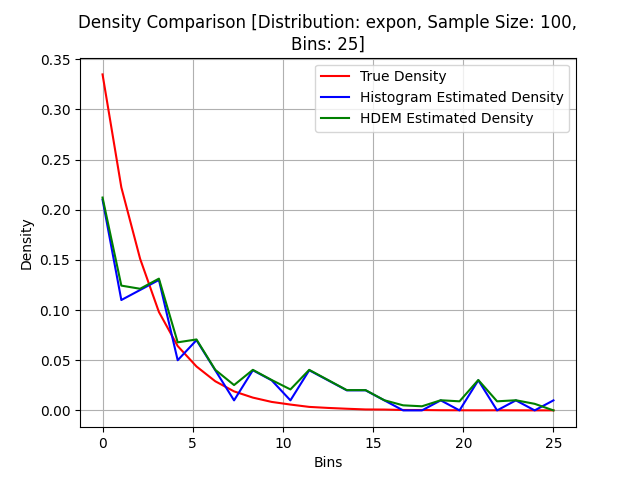 Density Comparison [Distribution: expon, Sample Size: 100,
Bins: 25]
True Density
Histogram Estimated Density
HDEM Estimated Density
Density
0.35
0.30
0.25
0.20
0.15
0.10
0.05
0.00
0 5 10 15 20 25
Bins